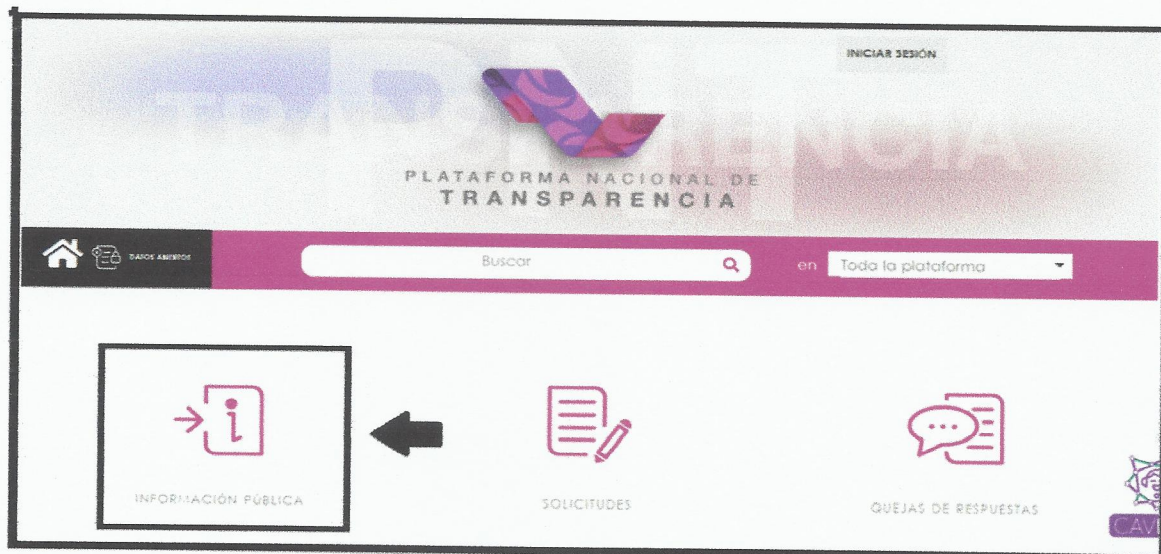 INICIAR SESIÓN
PLATAFORMA NACIONAL DE
TRANSPARENCIA
DATOS ABIERTOS
Buscar
en
Toda la plataforma
INFORMACIÓN PÚBLICA
SOLICITUDES
QUEJAS DE RESPUESTAS